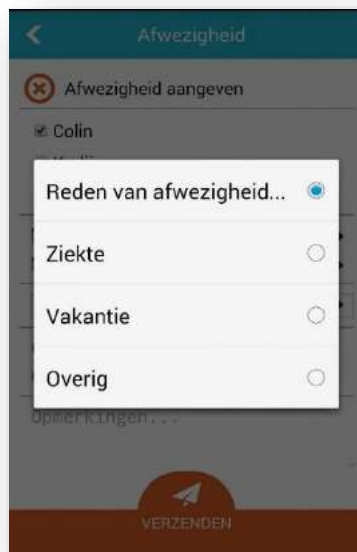 Afwezigheid
Afwezigheid aangeven
Colin
Reden van afwezigheid...
Ziekte
Vakantie
Overig
Opmerkingen...
VERZENDEN